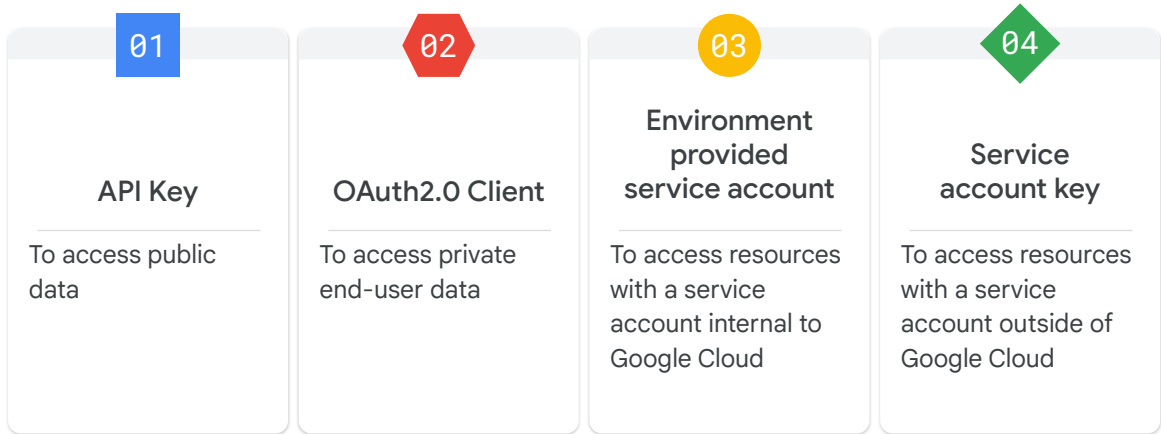 01
API Key
To access public
data
02
OAuth2.0 Client
To access private
end-user data
03
Environment
provided
service account
To access resources
with a service
account internal to
Google Cloud
04
Service
account key
To access resources
with a service
account outside of
Google Cloud